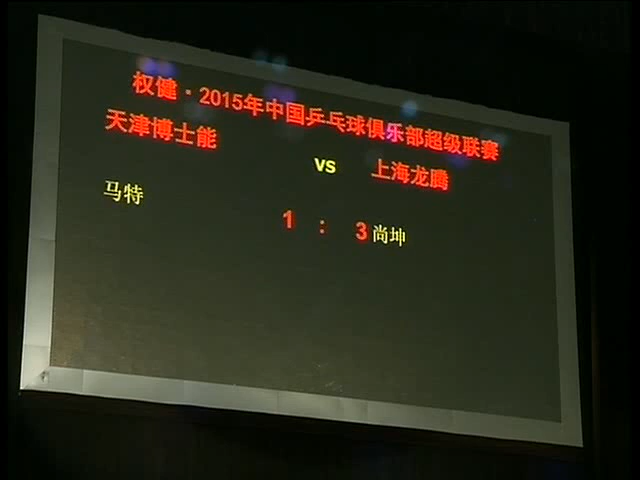 权健·2015年中国乒乓球俱乐部超级联赛
天津博士能 vs 上海龙腾
马特 1 : 3 尚坤